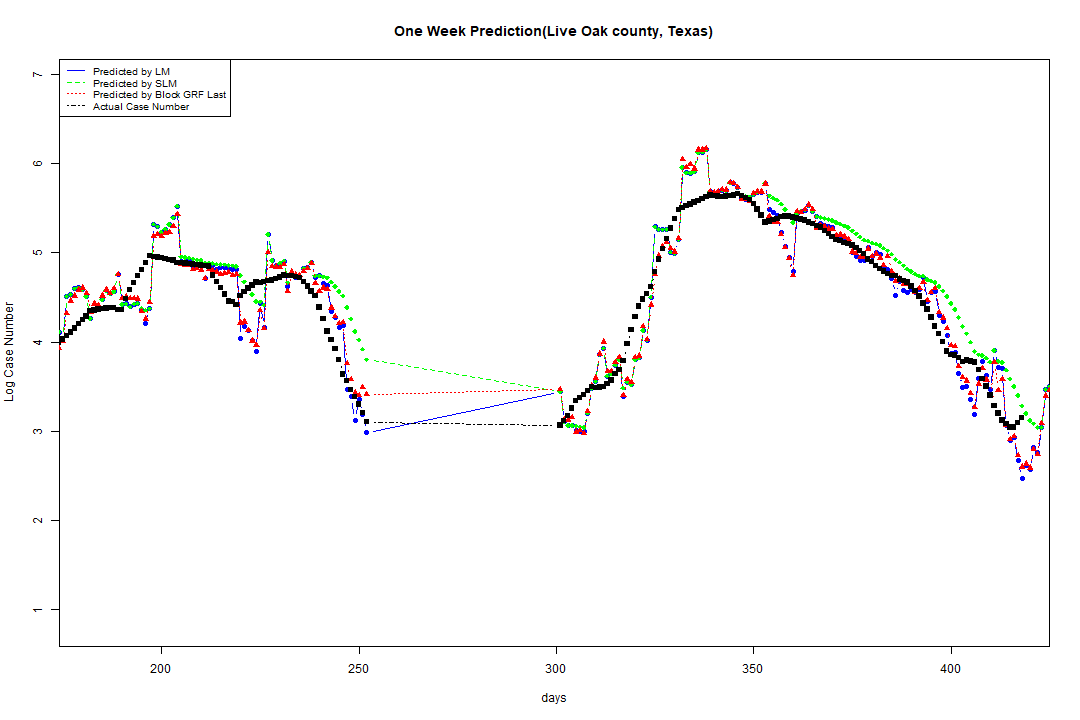 One Week Prediction(Live Oak county, Texas)
Predicted by LM
Predicted by SLM
Predicted by Block GRF Last
Actual Case Number
7
6
5
4
3
2
1
Log Case Number
200
250
300
350
400
days